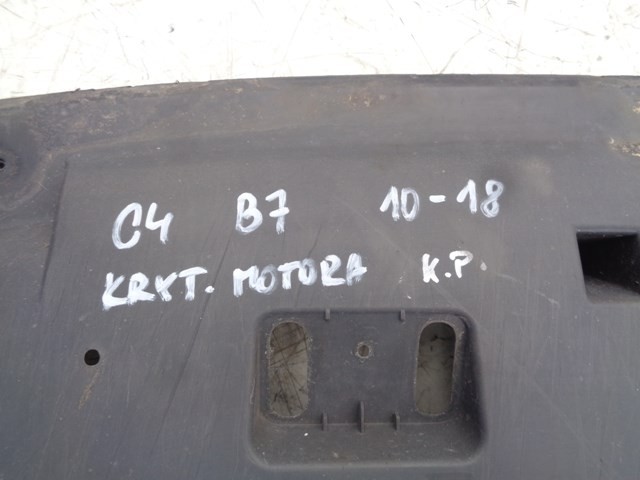 C4 B7 10-18
KRYT. MOTORA K.P.